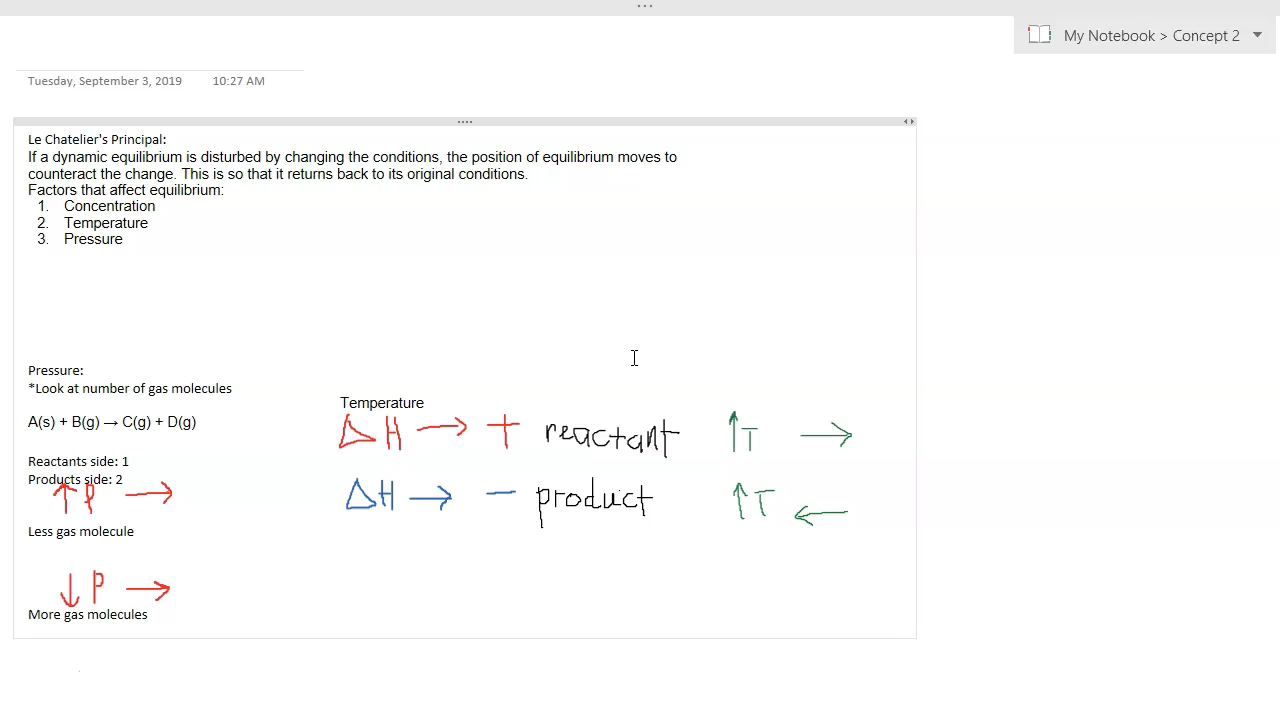 My Notebook > Concept 2
Tuesday, September 3, 2019 10:27 AM
Le Chatelier's Principal:
If a dynamic equilibrium is disturbed by changing the conditions, the position of equilibrium moves to
counteract the change. This is so that it returns back to its original conditions.
Factors that affect equilibrium:
1. Concentration
2. Temperature
3. Pressure
Pressure:
*Look at number of gas molecules
A(s) + B(g) → C(g) + D(g)
Reactants side: 1
Products side: 2
↑ P →
Less gas molecule
↓ P →
More gas molecules
Temperature
ΔH → + reactant ↑T →
ΔH → − product ↑T ←